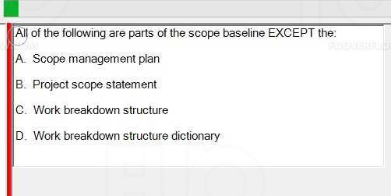 All of the following are parts of the scope baseline EXCEPT the:
A. Scope management plan
B. Project scope statement
C. Work breakdown structure
D. Work breakdown structure dictionary